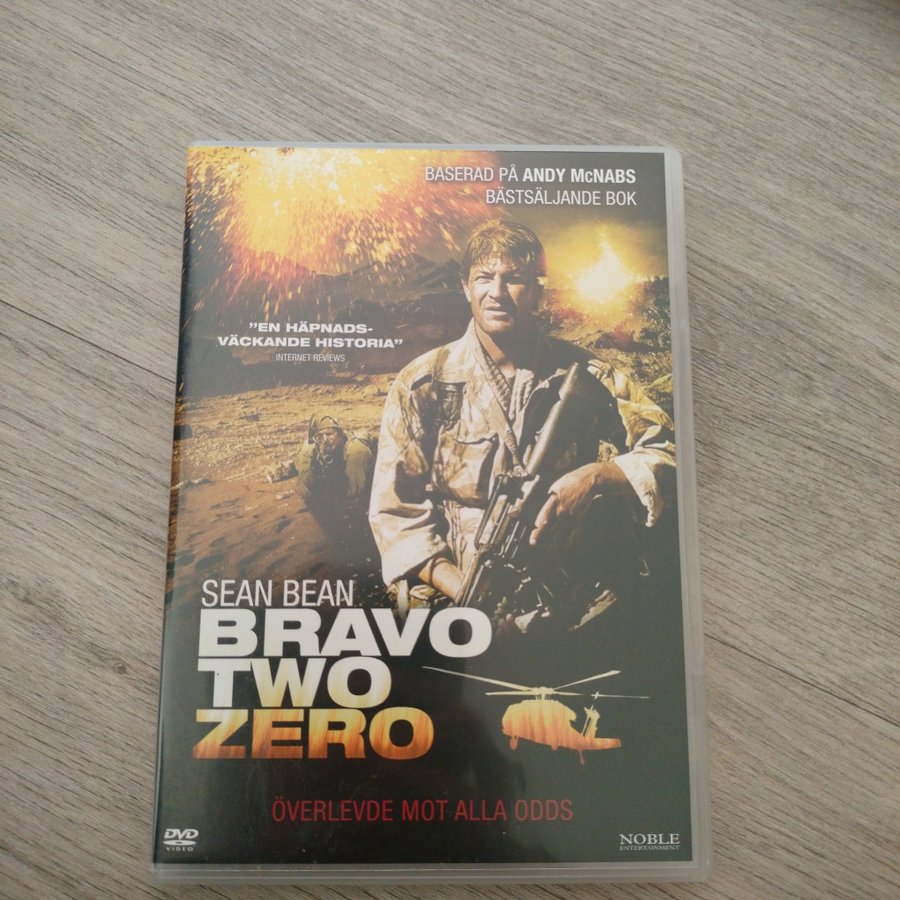 BASERAD PÅ ANDY McNABS
BÄSTSÄLJANDE BOK
”EN HÄPNADS-
VÄCKANDE HISTORIA”
INTERNET REVIEWS
SEAN BEAN
BRAVO
TWO
ZERO
ÖVERLEVDE MOT ALLA ODDS
DVD
VIDEO
NOBLE
ENTERTAINMENT